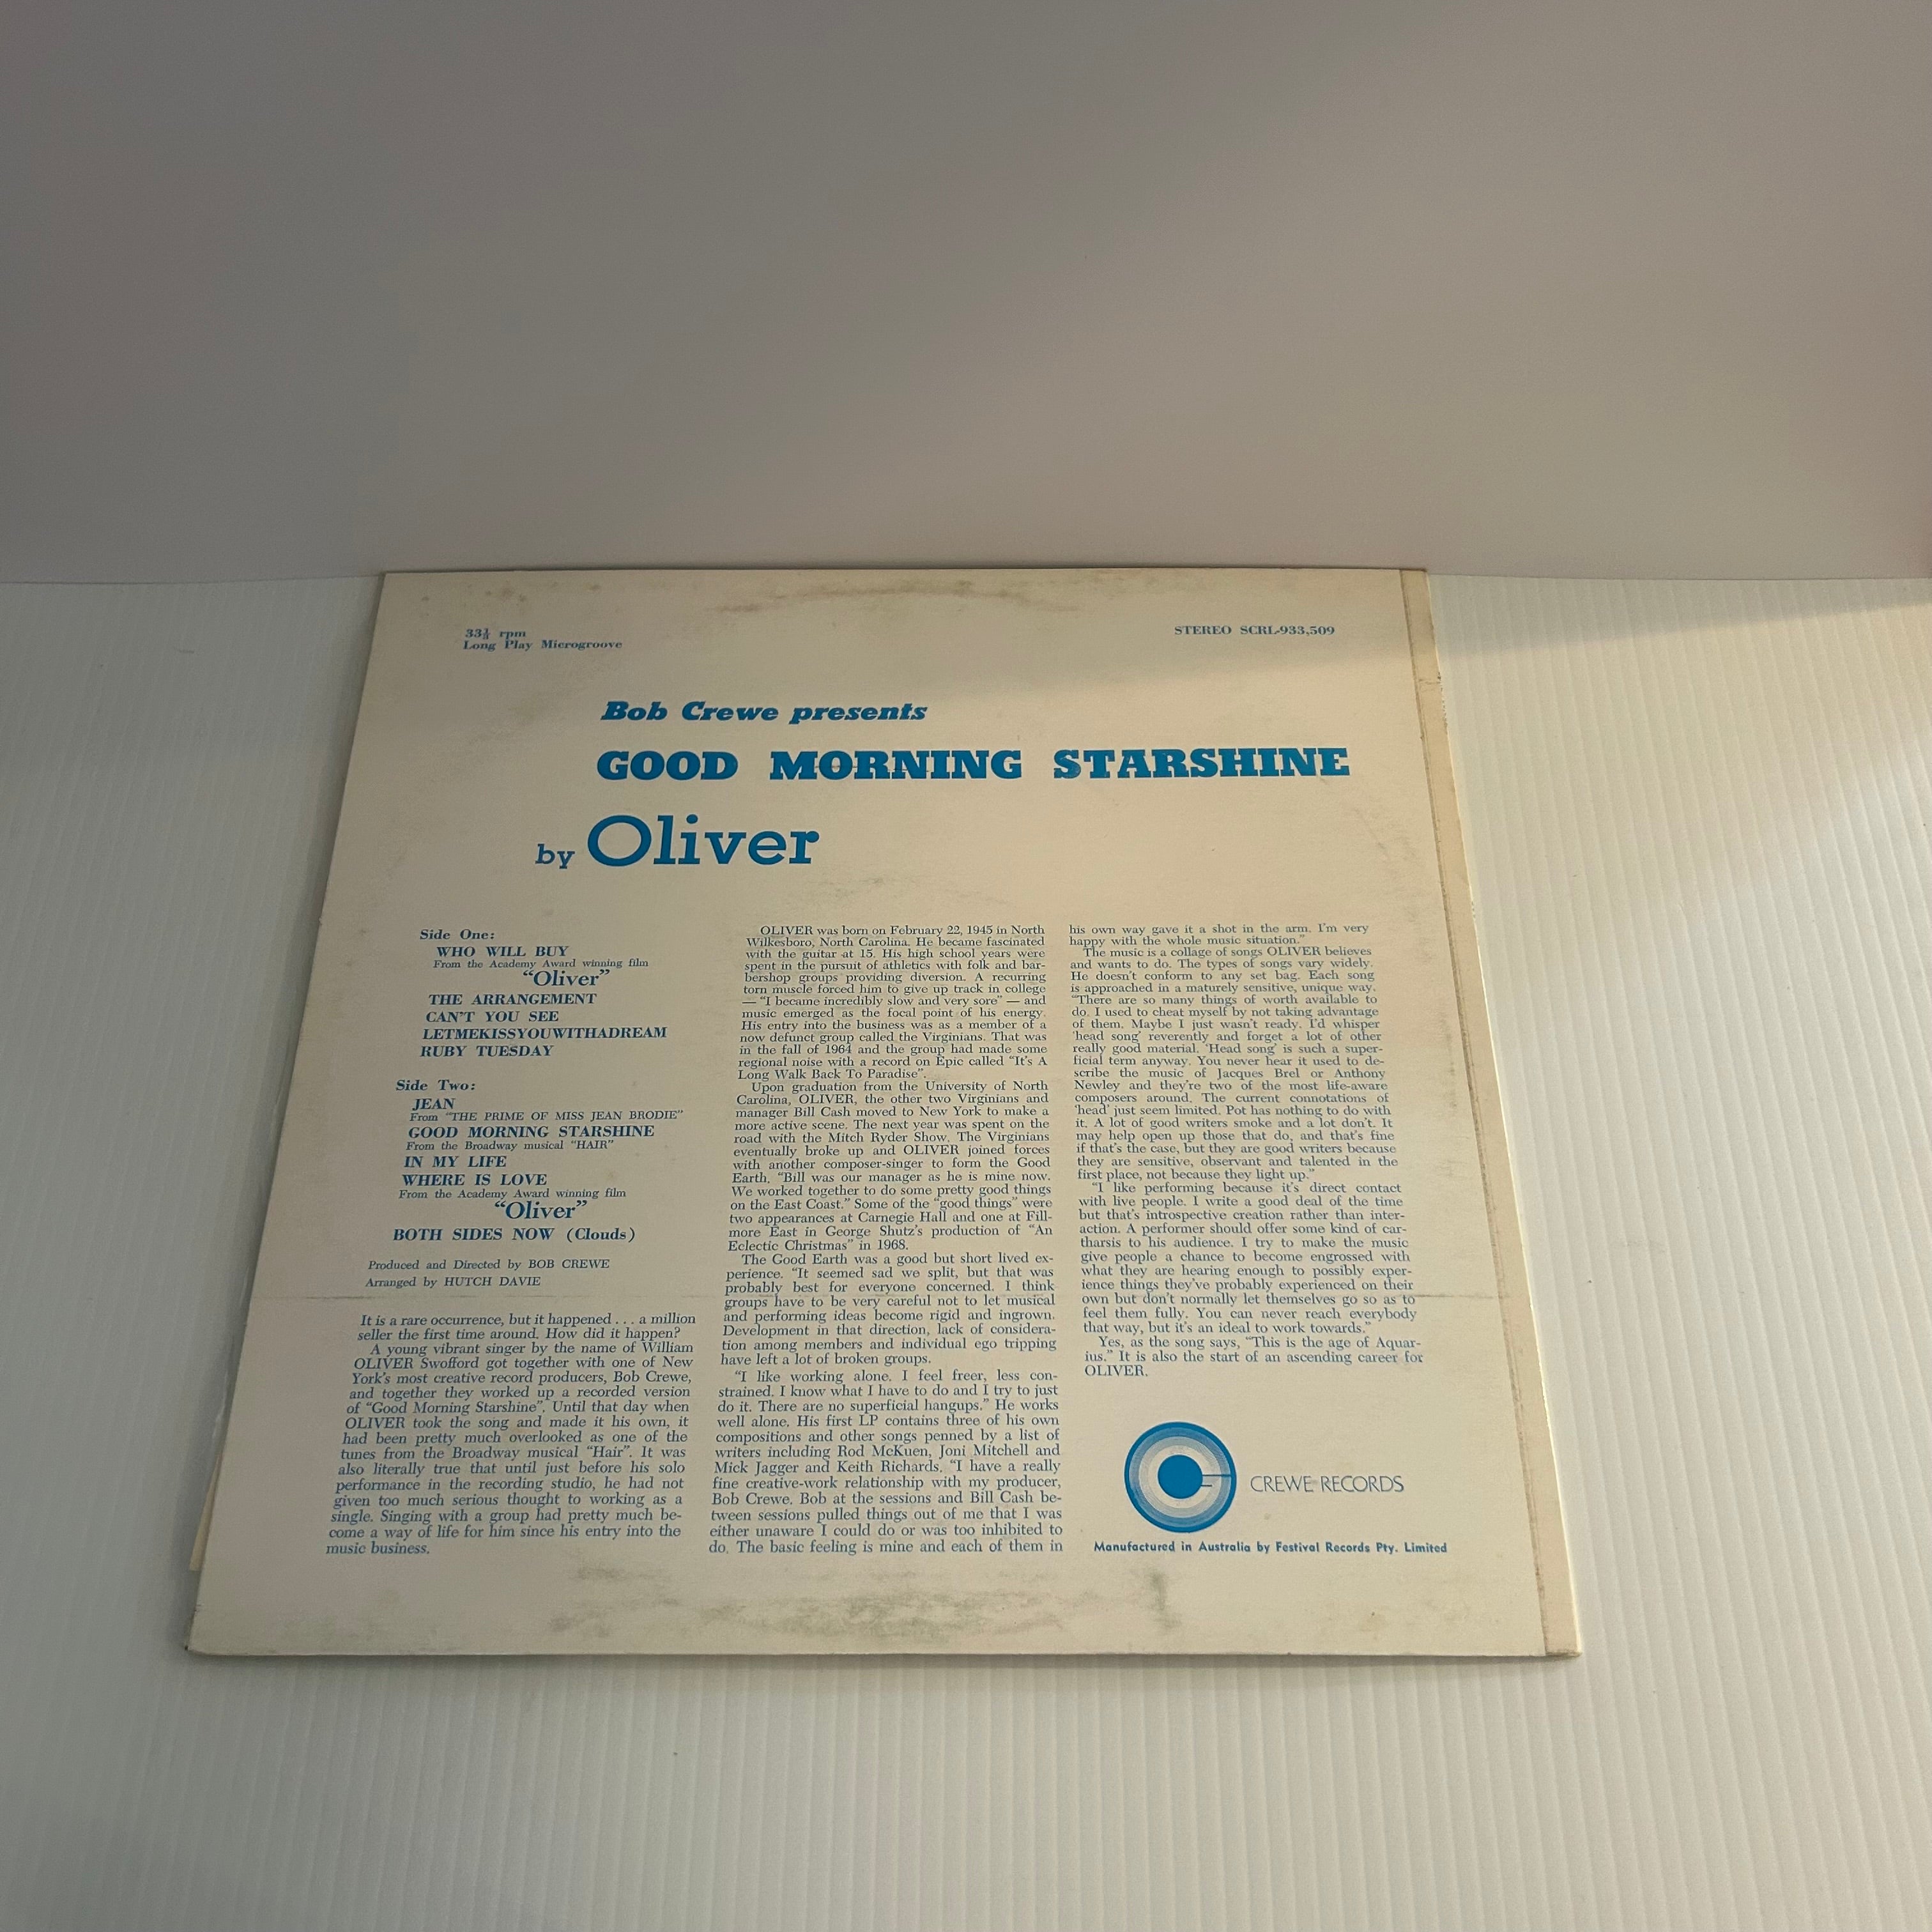 33⅓ rpm
Long Play Microgroove
STEREO SCRL-933,509
Bob Crewe presents
GOOD MORNING STARSHINE
by Oliver
Side One:
WHO WILL BUY
From the Academy Award winning film
“Oliver”
THE ARRANGEMENT
CAN'T YOU SEE
LETMEKISSYOUWITHADREAM
RUBY TUESDAY
Side Two:
JEAN
From "THE PRIME OF MISS JEAN BRODIE"
GOOD MORNING STARSHINE
From the Broadway musical "HAIR"
IN MY LIFE
WHERE IS LOVE
From the Academy Award winning film
“Oliver”
BOTH SIDES NOW (Clouds)
Produced and Directed by BOB CREWE
Arranged by HUTCH DAVIE
It is a rare occurrence, but it happened . . . a million
seller the first time around. How did it happen?
A young vibrant singer by the name of William
OLIVER Swofford got together with one of New
York's most creative record producers, Bob Crewe,
and together they worked up a recorded version
of “Good Morning Starshine”. Until that day when
OLIVER took the song and made it his own, it
had been pretty much overlooked as one of the
tunes from the Broadway musical “Hair”. It was
also literally true that until just before his solo
performance in the recording studio, he had not
given too much serious thought to working as a
single. Singing with a group had pretty much be-
come a way of life for him since his entry into the
music business.
OLIVER was born on February 22, 1945 in North
Wilkesboro, North Carolina. He became fascinated
with the guitar at 15. His high school years were
spent in the pursuit of athletics with folk and bar-
bershop groups providing diversion. A recurring
torn muscle forced him to give up track in college
— “I became incredibly slow and very sore” — and
music emerged as the focal point of his energy.
His entry into the business was as a member of a
now defunct group called the Virginians. That was
in the fall of 1964 and the group had made some
regional noise with a record on Epic called “It's A
Long Walk Back To Paradise”.
Upon graduation from the University of North
Carolina, OLIVER, the other two Virginians and
manager Bill Cash moved to New York to make a
more active scene. The next year was spent on the
road with the Mitch Ryder Show. The Virginians
eventually broke up and OLIVER joined forces
with another composer-singer to form the Good
Earth. “Bill was our manager as he is mine now.
We worked together to do some pretty good things
on the East Coast.” Some of the “good things” were
two appearances at Carnegie Hall and one at Fill-
more East in George Shutz's production of “An
Eclectic Christmas” in 1968.
The Good Earth was a good but short lived ex-
perience. “It seemed sad we split, but that was
probably best for everyone concerned. I think
groups have to be very careful not to let musical
and performing ideas become rigid and ingrown.
Development in that direction, lack of considera-
tion among members and individual ego tripping
have left a lot of broken groups.
“I like working alone. I feel freer, less con-
strained. I know what I have to do and I try to just
do it. There are no superficial hangups.” He works
well alone. His first LP contains three of his own
compositions and other songs penned by a list of
writers including Rod McKuen, Joni Mitchell and
Mick Jagger and Keith Richards. “I have a really
fine creative-work relationship with my producer,
Bob Crewe. Bob at the sessions and Bill Cash be-
tween sessions pulled things out of me that I was
either unaware I could do or was too inhibited to
do. The basic feeling is mine and each of them in
his own way gave it a shot in the arm. I'm very
happy with the whole music situation.”
The music is a collage of songs OLIVER believes
and wants to do. The types of songs vary widely.
He doesn't conform to any set bag. Each song
is approached in a maturely sensitive, unique way.
“There are so many things of worth available to
do. I used to cheat myself by not taking advantage
of them. Maybe I just wasn't ready. I'd whisper
'head song' reverently and forget a lot of other
really good material. 'Head song' is such a super-
ficial term anyway. You never hear it used to de-
scribe the music of Jacques Brel or Anthony
Newley and they're two of the most life-aware
composers around. The current connotations of
'head' just seem limited. Pot has nothing to do with
it. A lot of good writers smoke and a lot don't. It
may help open up those that do, and that's fine
if that's the case, but they are good writers because
they are sensitive, observant and talented in the
first place, not because they light up.”
“I like performing because it's direct contact
with live people. I write a good deal of the time
but that's introspective creation rather than inter-
action. A performer should offer some kind of car-
tharsis to his audience. I try to make the music
give people a chance to become engrossed with
what they are hearing enough to possibly exper-
ience things they've probably experienced on their
own but don't normally let themselves go so as to
feel them fully. You can never reach everybody
that way, but it's an ideal to work towards.”
Yes, as the song says, “This is the age of Aquar-
ius.” It is also the start of an ascending career for
OLIVER.
CREWE RECORDS
Manufactured in Australia by Festival Records Pty. Limited